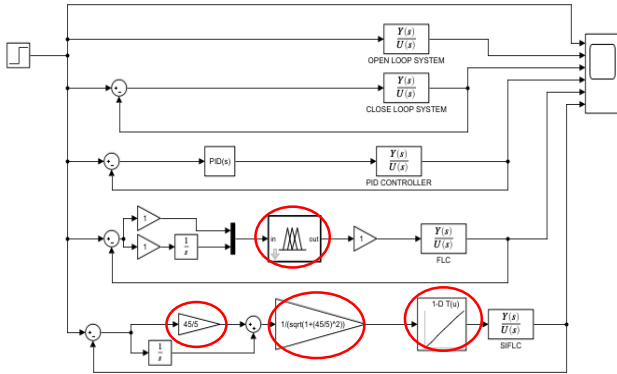 Y(s)
U(s)
OPEN LOOP SYSTEM
Y(s)
U(s)
CLOSE LOOP SYSTEM
PID(s)
Y(s)
U(s)
PID CONTROLLER
1
1
1
s
in
out
1
Y(s)
U(s)
FLC
45/5
1
s
1/(sqrt(1+(45/5)^2))
1-D T(u)
Y(s)
U(s)
SIFLC